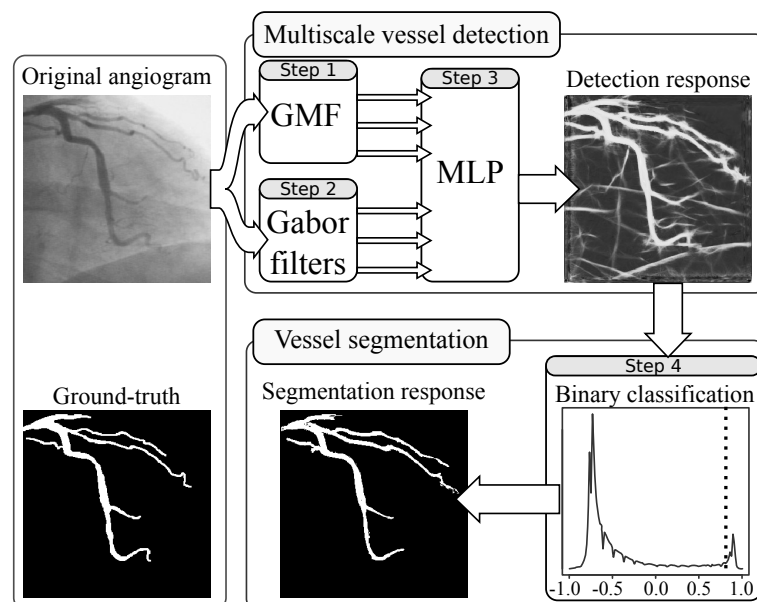 Multiscale vessel detection
Original angiogram
Step 1
GMF
Step 2
Gabor
filters
Step 3
MLP
Detection response
Vessel segmentation
Ground-truth
Segmentation response
Step 4
Binary classification
-1.0 -0.5 0.0 0.5 1.0